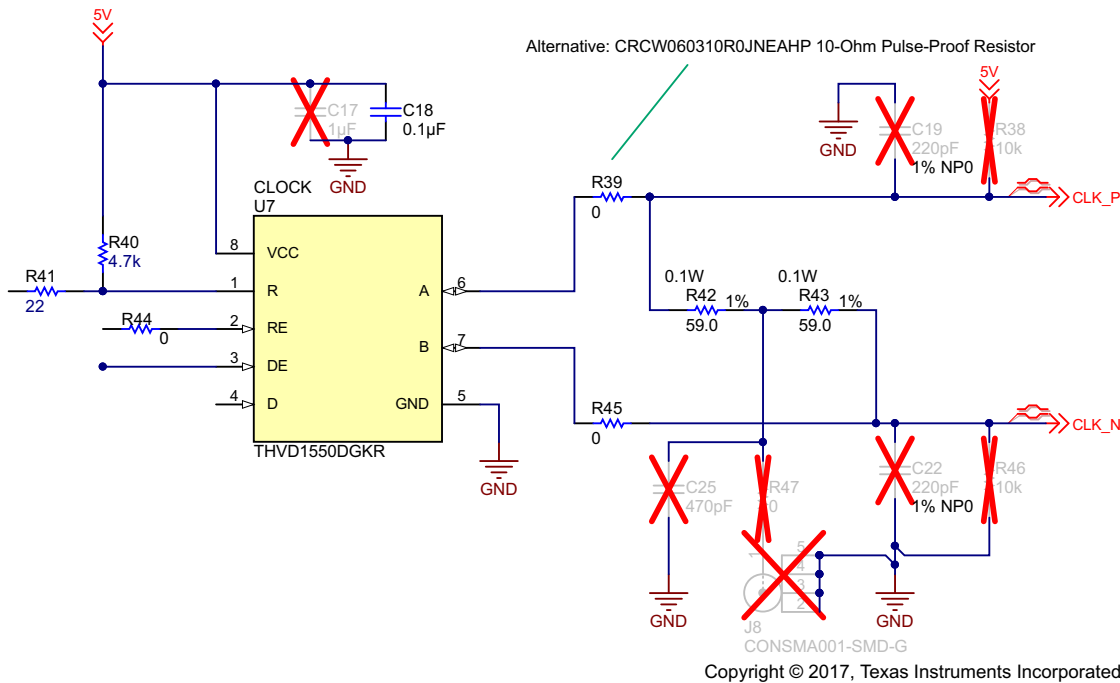 5V
Alternative: CRCW060310R0JNEAHP 10-Ohm Pulse-Proof Resistor
5V
C17
1µF
C18
0.1µF
GND
GND
C19
220pF
1% NP0
R38
10k
CLOCK
U7
R39
0
CLK_P
R40
4.7k
8
VCC
R41
22
1
R
A
6
0.1W
R42
1%
59.0
0.1W
R43
1%
59.0
R44
0
2
RE
B
7
3
DE
4
D
GND
5
R45
0
CLK_N
THVD1550DGKR
GND
C25
470pF
R47
0
C22
220pF
1% NP0
R46
10k
1
5
4
3
2
GND
GND
J8
CONSMA001-SMD-G
Copyright © 2017, Texas Instruments Incorporated